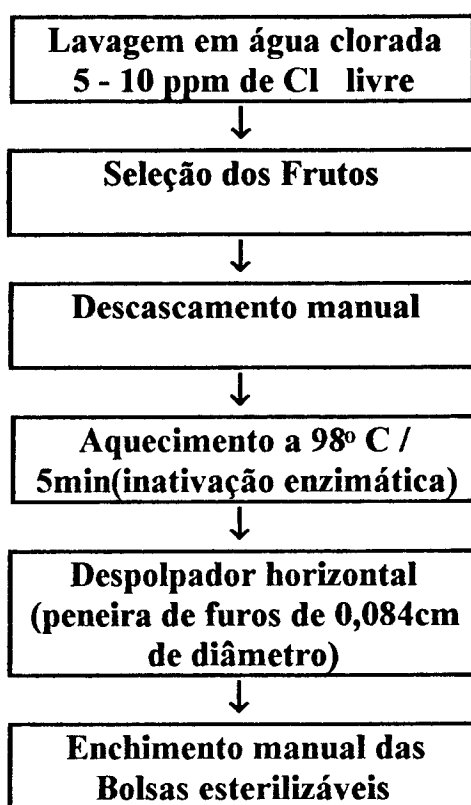 Lavagem em água clorada
5 - 10 ppm de Cl livre
↓
Seleção dos Frutos
↓
Descascamento manual
↓
Aquecimento a 98º C /
5min(inativação enzimática)
↓
Despolpador horizontal
(peneira de furos de 0,084cm
de diâmetro)
↓
Enchimento manual das
Bolsas esterilizáveis